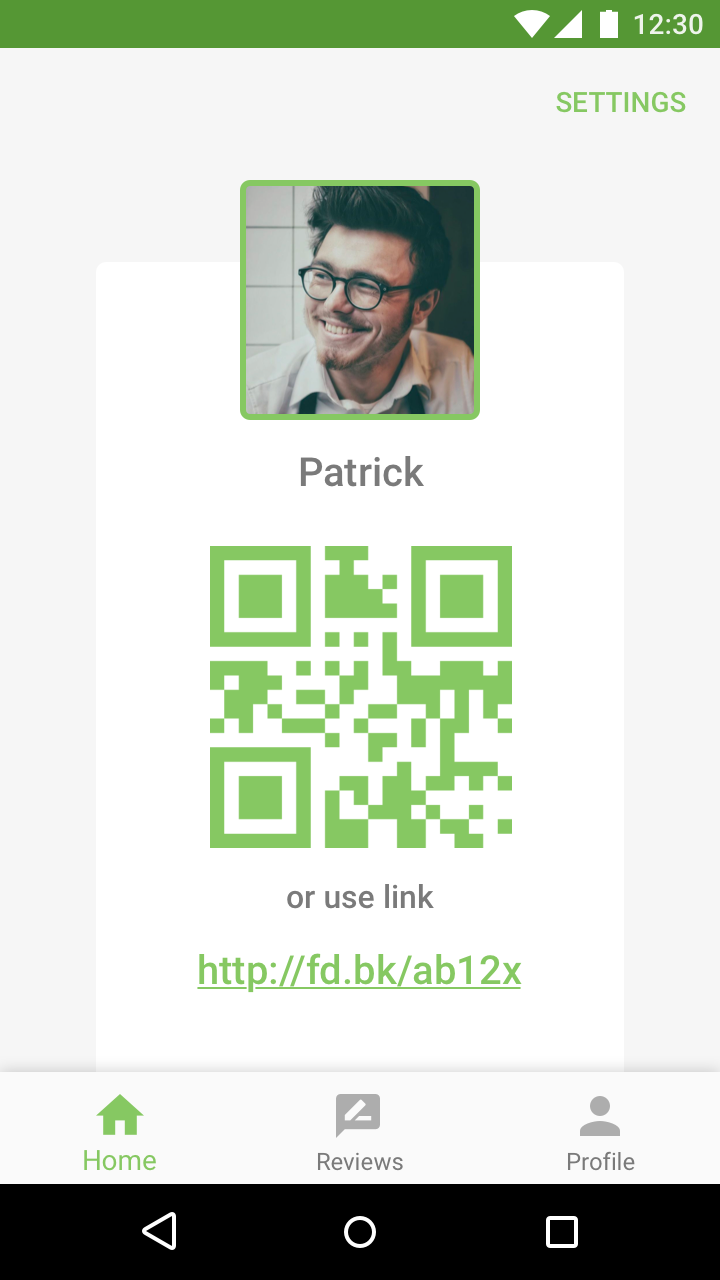 12:30
SETTINGS
Patrick
or use link
http://fd.bk/ab12x
Home
Reviews
Profile